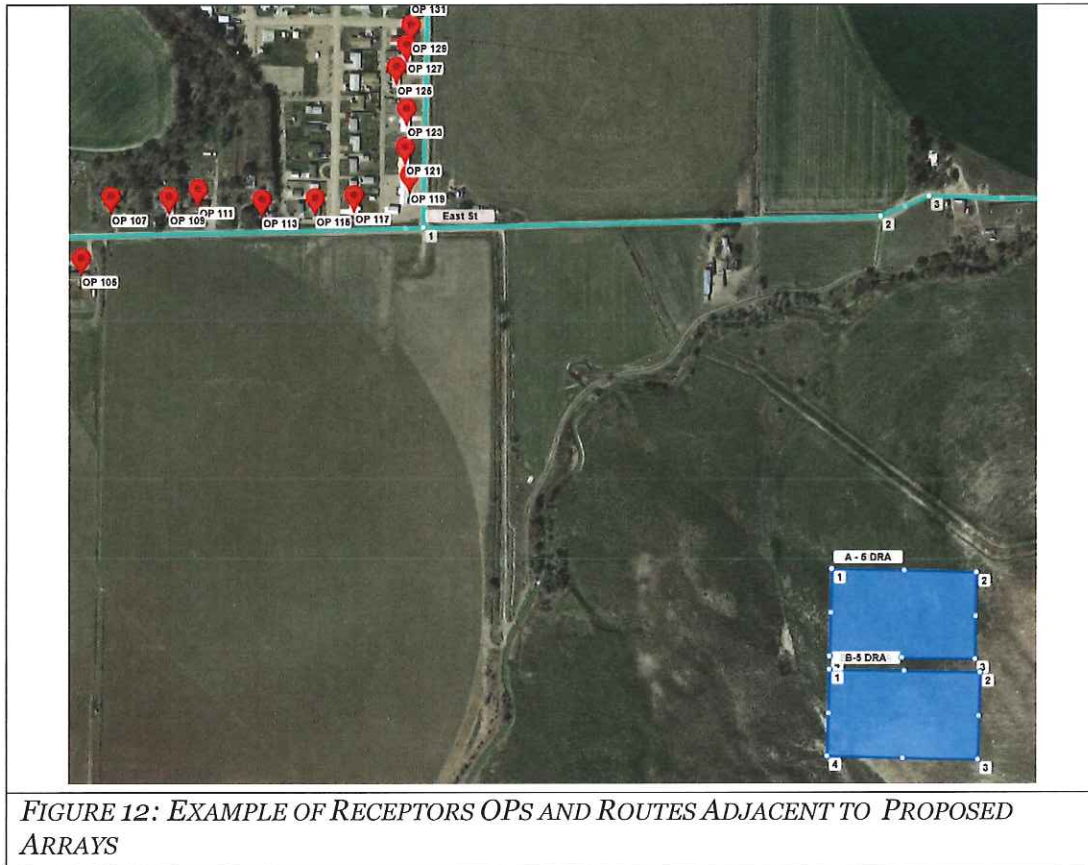 OP 131
OP 129
OP 127
OP 125
OP 123
OP 121
OP 119
OP 107
OP 109
OP 111
OP 113
OP 115
OP 117
East St
1
2
3
OP 105
A - 5 DRA
1
2
3
B-5 DRA
1
2
4
3
FIGURE 12: EXAMPLE OF RECEPTORS OPS AND ROUTES ADJACENT TO PROPOSED
ARRAYS